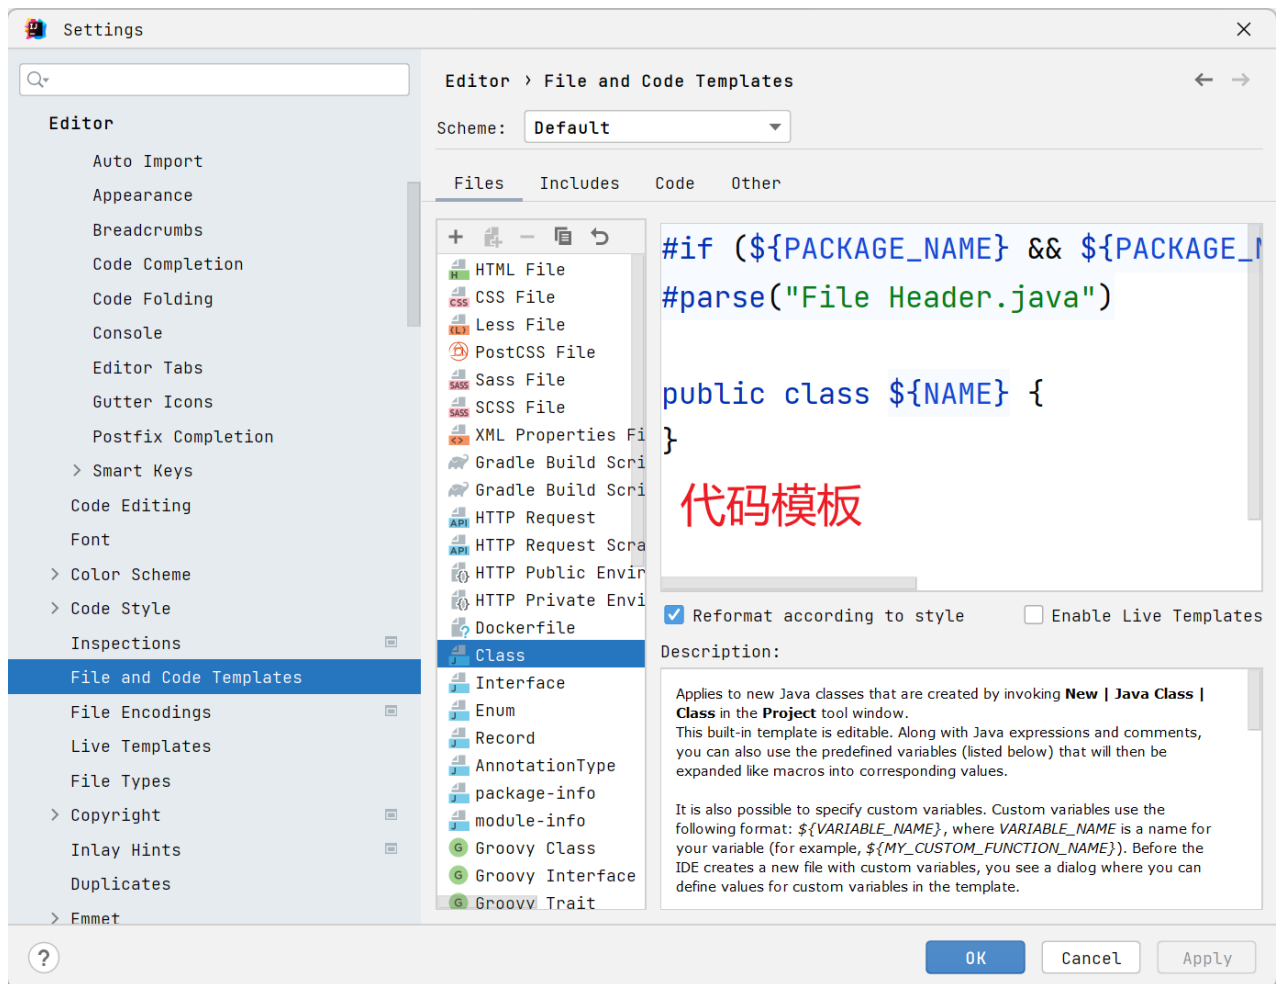 Settings
Editor
Auto Import
Appearance
Breadcrumbs
Code Completion
Code Folding
Console
Editor Tabs
Gutter Icons
Postfix Completion
Smart Keys
Code Editing
Font
Color Scheme
Code Style
Inspections
File and Code Templates
File Encodings
Live Templates
File Types
Copyright
Inlay Hints
Duplicates
Emmet
Editor › File and Code Templates
Scheme: Default
Files Includes Code Other
HTML File
CSS File
Less File
PostCSS File
Sass File
SCSS File
XML Properties Fi
Gradle Build Scri
Gradle Build Scri
HTTP Request
HTTP Request Scra
HTTP Public Envir
HTTP Private Envi
Dockerfile
Class
Interface
Enum
Record
AnnotationType
package-info
module-info
Groovy Class
Groovy Interface
Groovy Trait
#if (${PACKAGE_NAME} && ${PACKAGE_N
#parse("File Header.java")
public class ${NAME} {
}
代码模板
Reformat according to style Enable Live Templates
Description:
Applies to new Java classes that are created by invoking New | Java Class |
Class in the Project tool window.
This built-in template is editable. Along with Java expressions and comments,
you can also use the predefined variables (listed below) that will then be
expanded like macros into corresponding values.
It is also possible to specify custom variables. Custom variables use the
following format: ${VARIABLE_NAME}, where VARIABLE_NAME is a name for
your variable (for example, ${MY_CUSTOM_FUNCTION_NAME}). Before the
IDE creates a new file with custom variables, you see a dialog where you can
define values for custom variables in the template.
? OK Cancel Apply